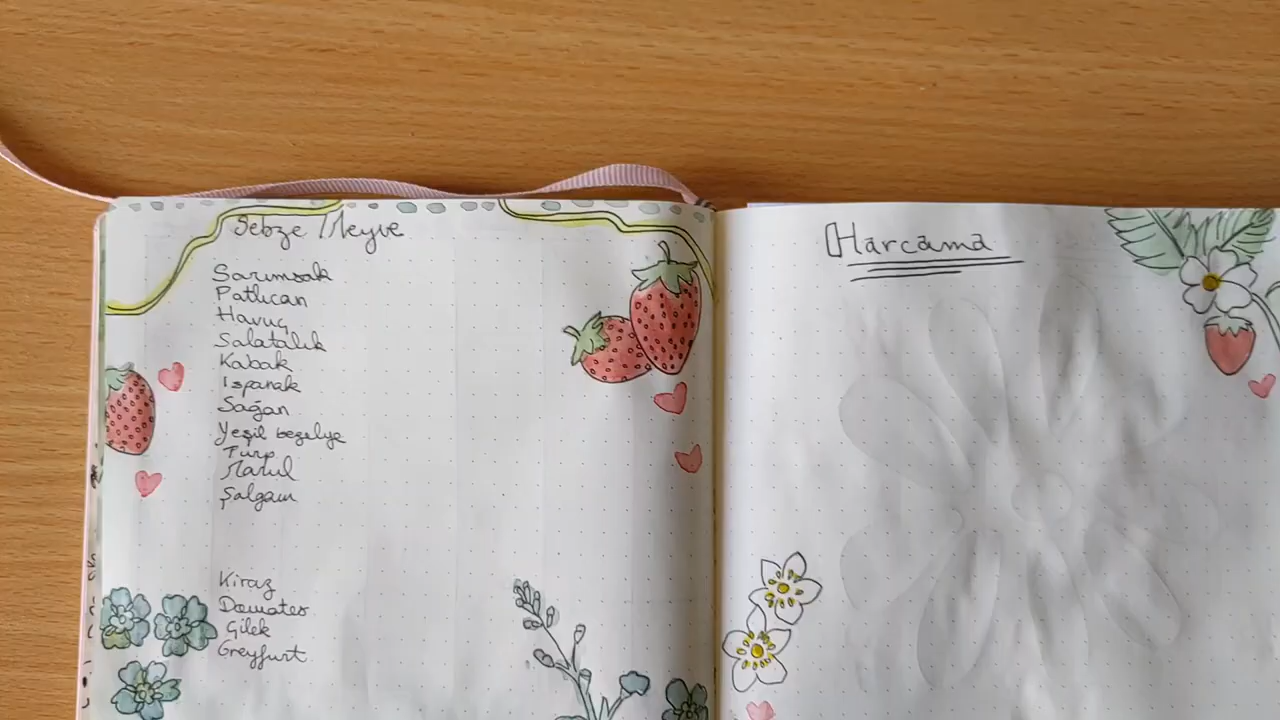 Sebze Meyve
Sarımsak
Patlıcan
Havuç
Salatalık
Kabak
Ispanak
Soğan
Yeşil bezelye
Turp
Marul
Şalgam
Kiraz
Domates
Çilek
Greyfurt
Harcama